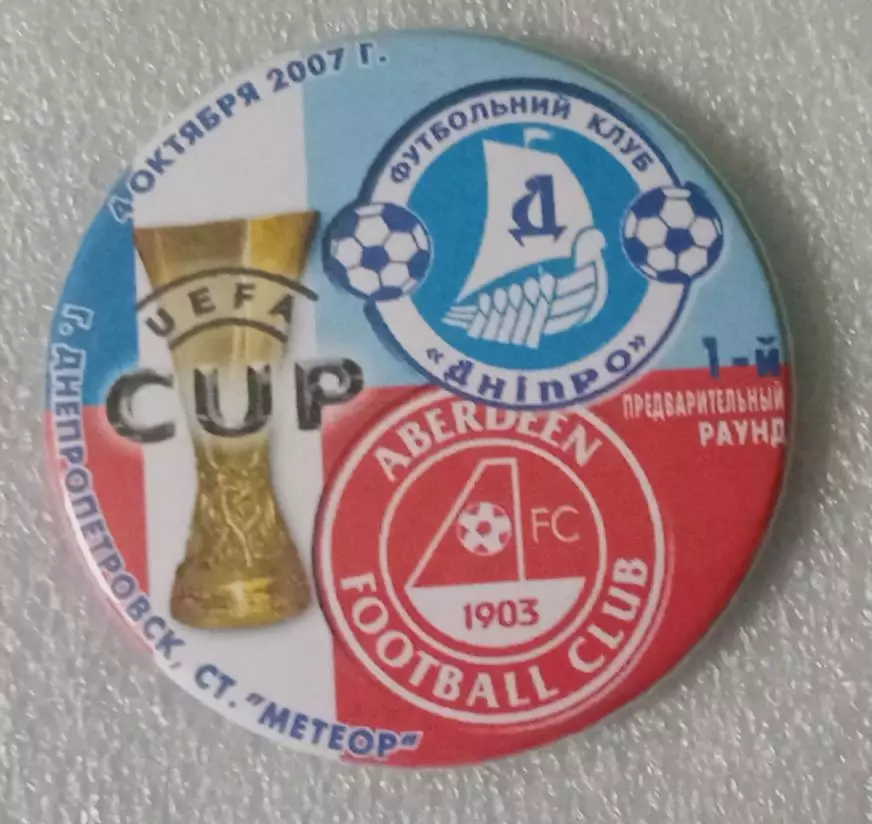 4 ОКТЯБРЯ 2007 Г.
Г. ДНЕПРОПЕТРОВСК, СТ. "МЕТЕОР"
UEFA
CUP
ФУТБОЛЬНИЙ КЛУБ
Д
«ДНІПРО»
1-Й
ПРЕДВАРИТЕЛЬНЫЙ
РАУНД
ABERDEEN
FC
1903
FOOTBALL CLUB